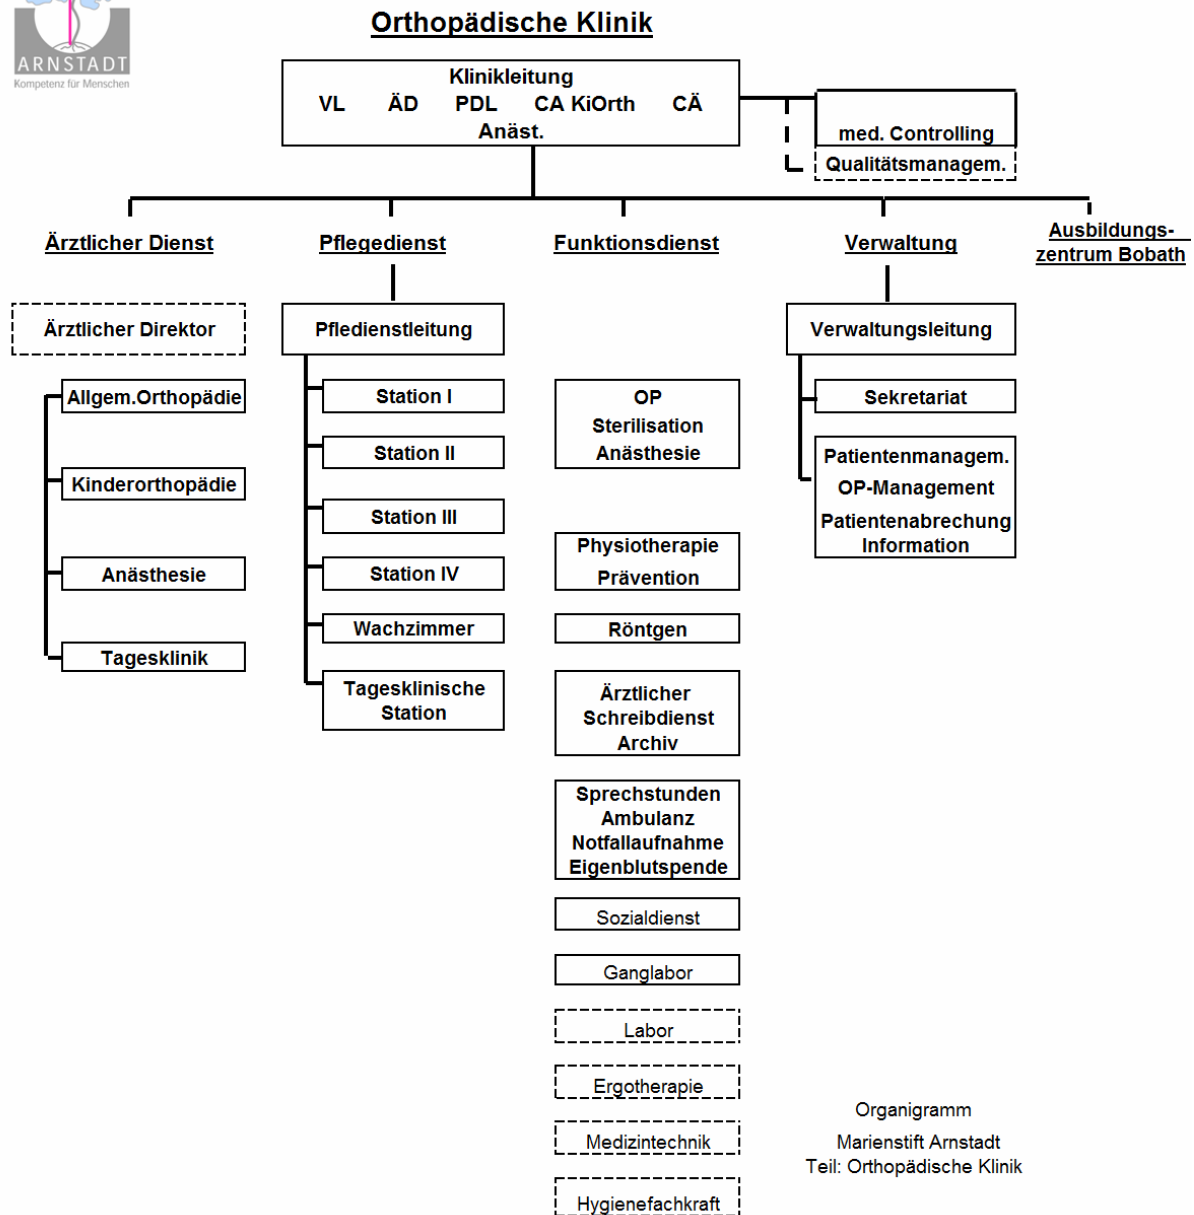 Orthopädische Klinik
ARNSTADT
Kompetenz für Menschen
Klinikleitung
VL ÄD PDL CA KiOrth CÄ
Anäst.
med. Controlling
Qualitätsmanagem.
Ärztlicher Dienst
Pflegedienst
Funktionsdienst
Verwaltung
Ausbildungs-
zentrum Bobath
Ärztlicher Direktor
Allgem.Orthopädie
Kinderorthopädie
Anästhesie
Tagesklinik
Pfledienstleitung
Station I
Station II
Station III
Station IV
Wachzimmer
Tagesklinische
Station
OP
Sterilisation
Anästhesie
Physiotherapie
Prävention
Röntgen
Ärztlicher
Schreibdienst
Archiv
Sprechstunden
Ambulanz
Notfallaufnahme
Eigenblutspende
Sozialdienst
Ganglabor
Labor
Ergotherapie
Medizintechnik
Hygienefachkraft
Verwaltungsleitung
Sekretariat
Patientenmanagem.
OP-Management
Patientenabrechung
Information
Organigramm
Marienstift Arnstadt
Teil: Orthopädische Klinik